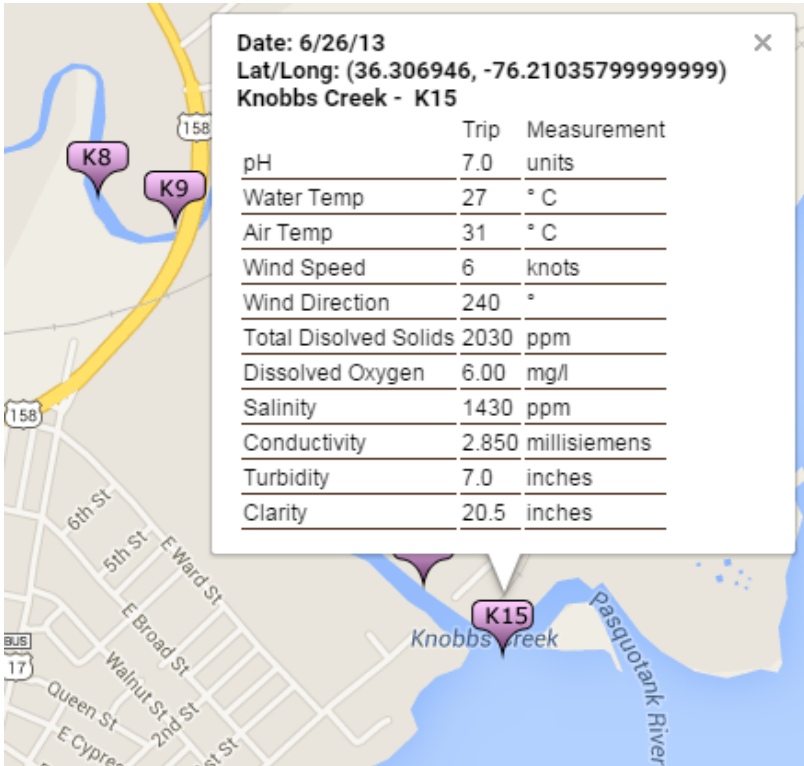 Date: 6/26/13
Lat/Long: (36.306946, -76.21035799999999)
Knobbs Creek - K15
Trip Measurement
pH 7.0 units
Water Temp 27 ° C
Air Temp 31 ° C
Wind Speed 6 knots
Wind Direction 240 °
Total Disolved Solids 2030 ppm
Dissolved Oxygen 6.00 mg/l
Salinity 1430 ppm
Conductivity 2.850 millisiemens
Turbidity 7.0 inches
Clarity 20.5 inches
158
K8
K9
158
6th St
5th St
E Ward St
E Broad St
K15
Knobbs Creek
Pasquotank River
BUS
17
Walnut St
Queen St
2nd St
E Cypre
st St